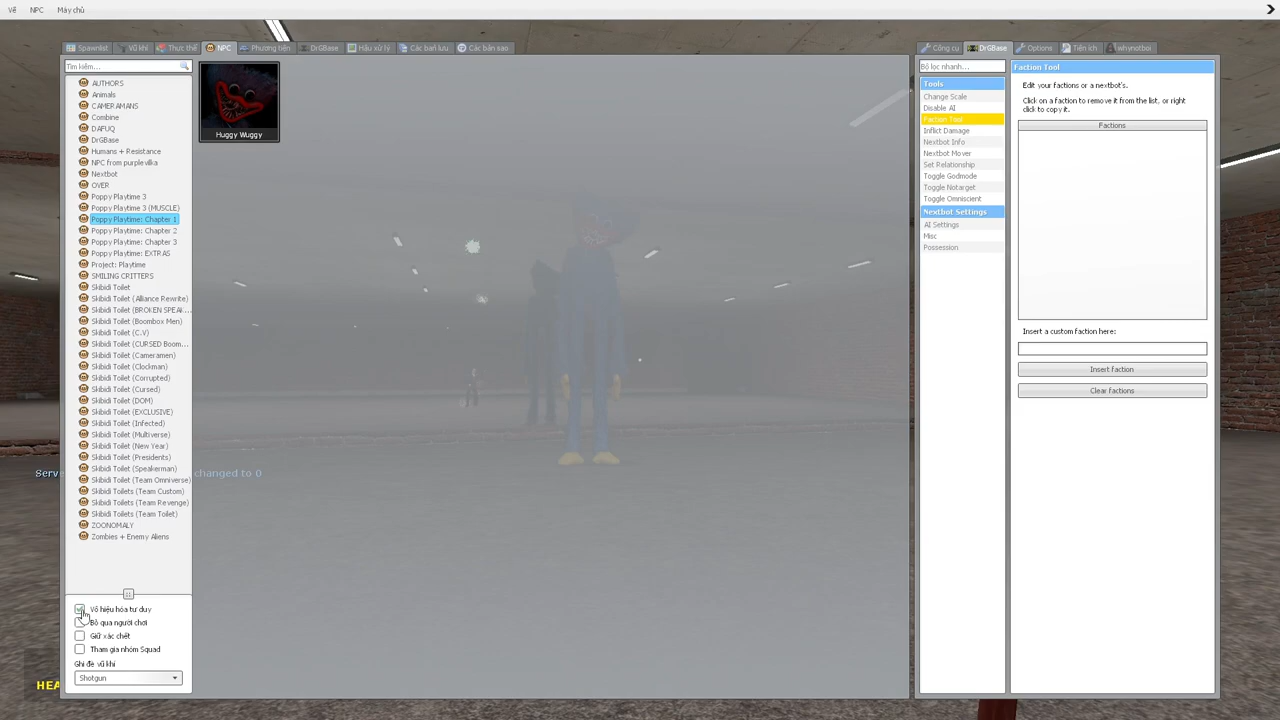 Vẽ NPC Máy chủ
Spawnlist Vũ khí Thực thể NPC Phương tiện DrGBase Hậu xử lý Các bản lưu Các bản sao
Công cụ DrGBase Options Tiện ích whynotboi
Tìm kiếm...
AUTHORS
Animals
CAMERAMANS
Combine
DAFUQ
DrGBase
Humans + Resistance
NPC from purplevilka
Nextbot
OVER
Poppy Playtime 3
Poppy Playtime 3 (MUSCLE)
Poppy Playtime: Chapter 1
Poppy Playtime: Chapter 2
Poppy Playtime: Chapter 3
Poppy Playtime: EXTRAS
Project: Playtime
SMILING CRITTERS
Skibidi Toilet
Skibidi Toilet (Alliance Rewrite)
Skibidi Toilet (BROKEN SPEAK...
Skibidi Toilet (Boombox Men)
Skibidi Toilet (C.V)
Skibidi Toilet (CURSED Boom...
Skibidi Toilet (Cameramen)
Skibidi Toilet (Clockman)
Skibidi Toilet (Corrupted)
Skibidi Toilet (Cursed)
Skibidi Toilet (DOM)
Skibidi Toilet (EXCLUSIVE)
Skibidi Toilet (Infected)
Skibidi Toilet (Multiverse)
Skibidi Toilet (New Year)
Skibidi Toilet (Presidents)
Skibidi Toilet (Speakerman)
Skibidi Toilet (Team Omniverse)
Skibidi Toilets (Team Custom)
Skibidi Toilets (Team Revenge)
Skibidi Toilets (Team Toilet)
ZOONOMALY
Zombies + Enemy Aliens
Vô hiệu hóa tư duy
Bỏ qua người chơi
Giữ xác chết
Tham gia nhóm Squad
Ghi đè vũ khí
Shotgun
Huggy Wuggy
Serve changed to 0
HEA
Bộ lọc nhanh...
Tools
Change Scale
Disable AI
Faction Tool
Inflict Damage
Nextbot Info
Nextbot Mover
Set Relationship
Toggle Godmode
Toggle Notarget
Toggle Omniscient
Nextbot Settings
AI Settings
Misc
Possession
Faction Tool
Edit your factions or a nextbot's.
Click on a faction to remove it from the list, or right
click to copy it.
Factions
Insert a custom faction here:
Insert faction
Clear factions